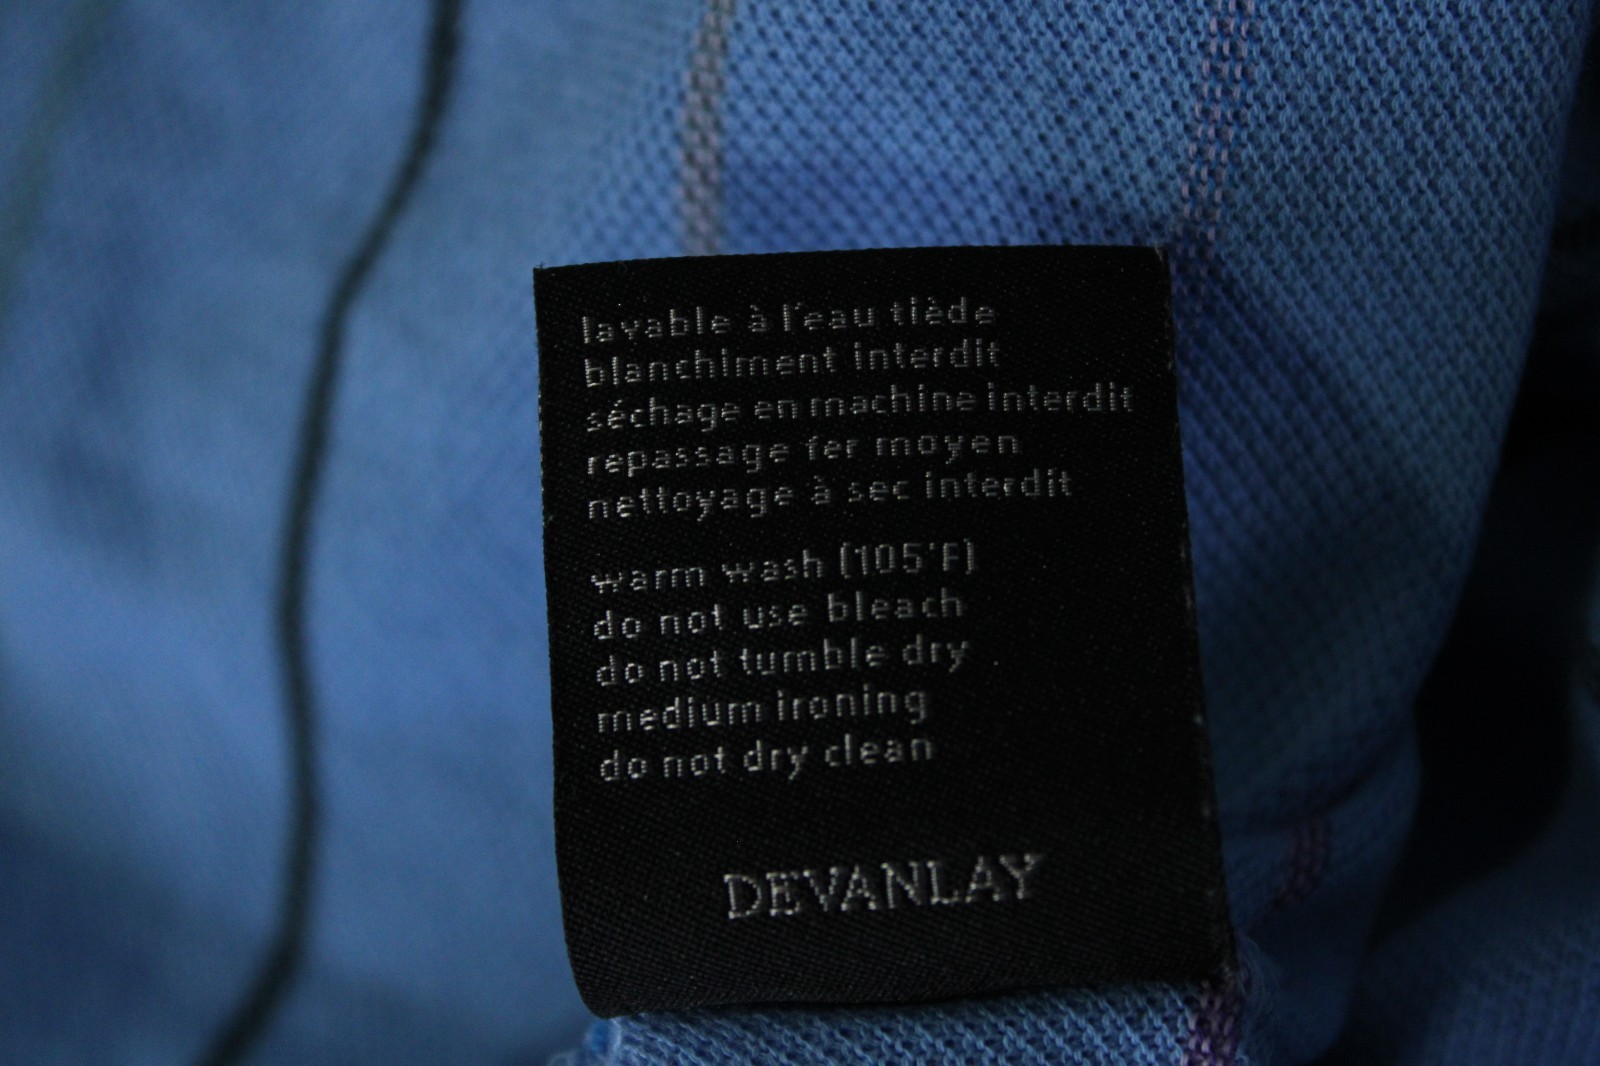 lavable à l'eau tiède
blanchiment interdit
séchage en machine interdit
repassage fer moyen
nettoyage à sec interdit
warm wash (105°F)
do not use bleach
do not tumble dry
medium ironing
do not dry clean
DEVANLAY